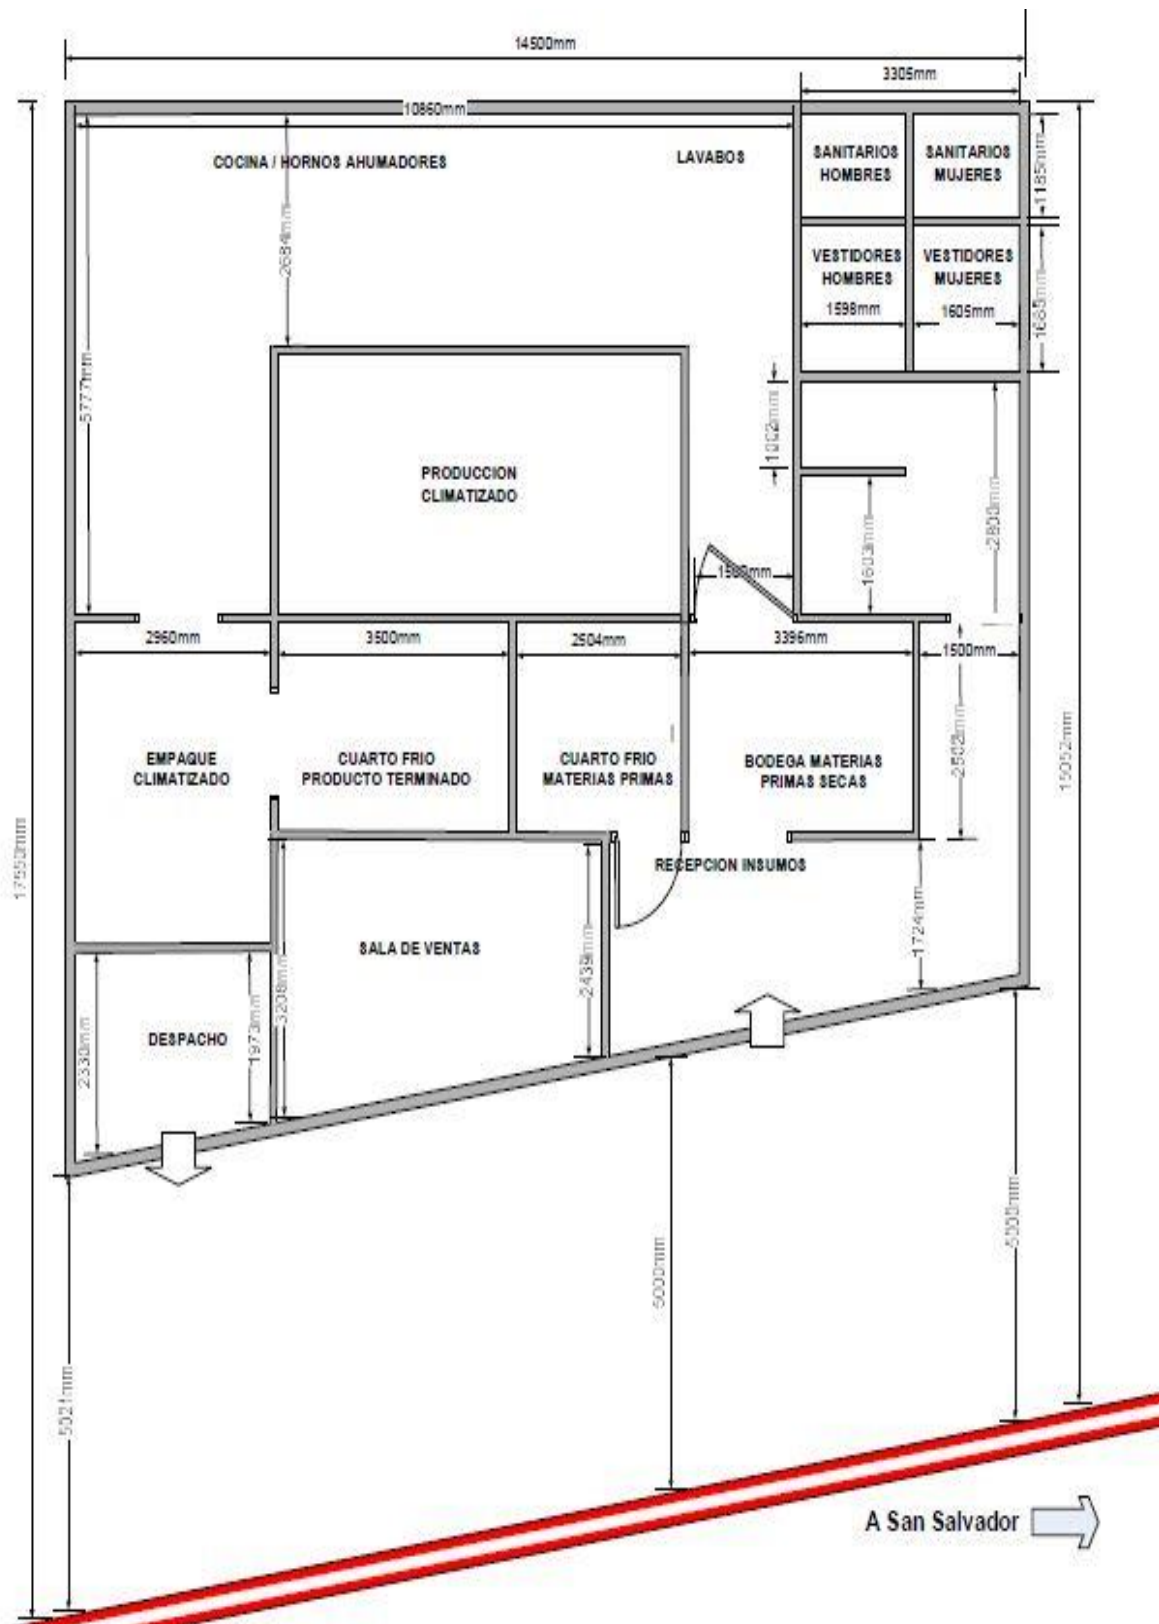 14500mm
3305mm
10860mm
COCINA / HORNOS AHUMADORES
LAVABOS
SANITARIOS
HOMBRES
SANITARIOS
MUJERES
1185mm
2684mm
VESTIDORES
HOMBRES
VESTIDORES
MUJERES
1598mm
1605mm
5777mm
1002mm
PRODUCCION
CLIMATIZADO
1603mm
2800mm
2960mm
3500mm
2504mm
3396mm
1500mm
EMPAQUE
CLIMATIZADO
CUARTO FRIO
PRODUCTO TERMINADO
CUARTO FRIO
MATERIAS PRIMAS
BODEGA MATERIAS
PRIMAS SECAS
2502mm
15052mm
17550mm
RECEPCION INSUMOS
SALA DE VENTAS
2439mm
1724mm
3208mm
DESPACHO
1973mm
2330mm
5000mm
5000mm
5021mm
A San Salvador